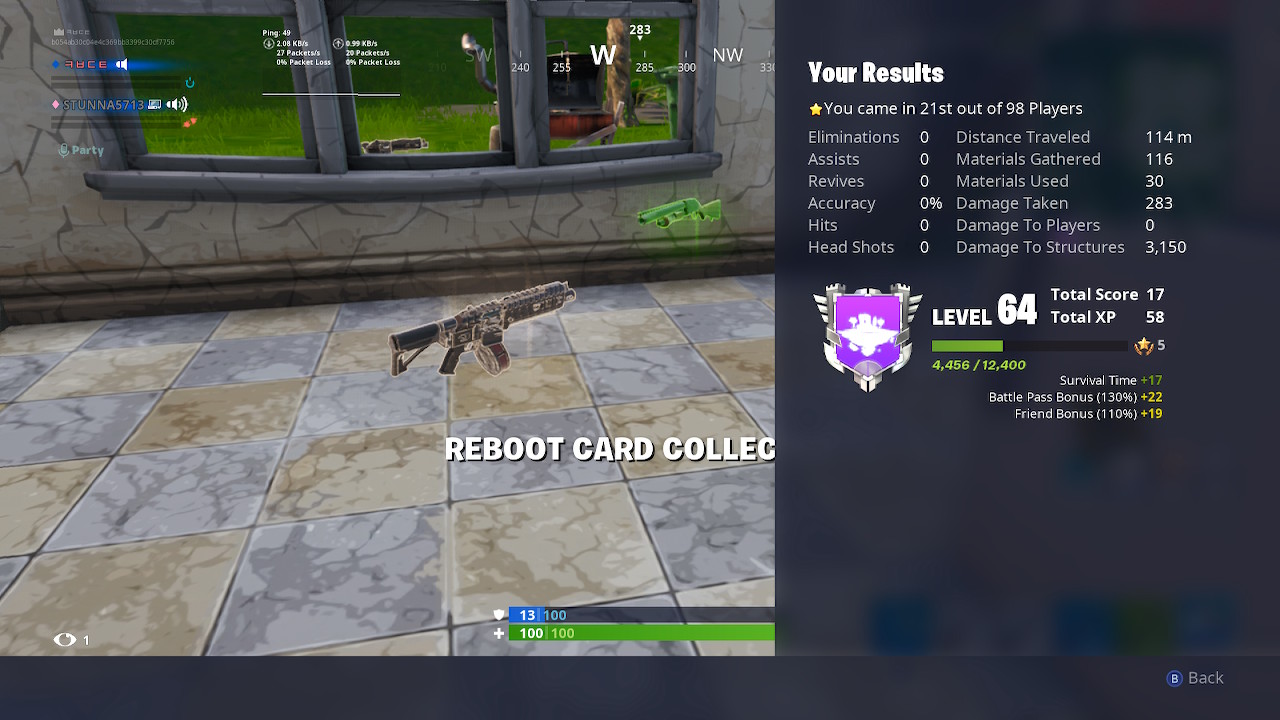 b054ab30c04e4c369bb3399c30cf7756
STUNNA5713
Party
Ping: 49
2.08 KB/s 0.99 KB/s
27 Packets/s 20 Packets/s
0% Packet Loss 0% Packet Loss
283
SW W NW
240 255 285 300 330
REBOOT CARD COLLEC
13 100
100 100
1
Your Results
You came in 21st out of 98 Players
Eliminations 0 Distance Traveled 114 m
Assists 0 Materials Gathered 116
Revives 0 Materials Used 30
Accuracy 0% Damage Taken 283
Hits 0 Damage To Players 0
Head Shots 0 Damage To Structures 3,150
LEVEL 64
Total Score 17
Total XP 58
5
4,456 / 12,400
Survival Time +17
Battle Pass Bonus (130%) +22
Friend Bonus (110%) +19
B Back